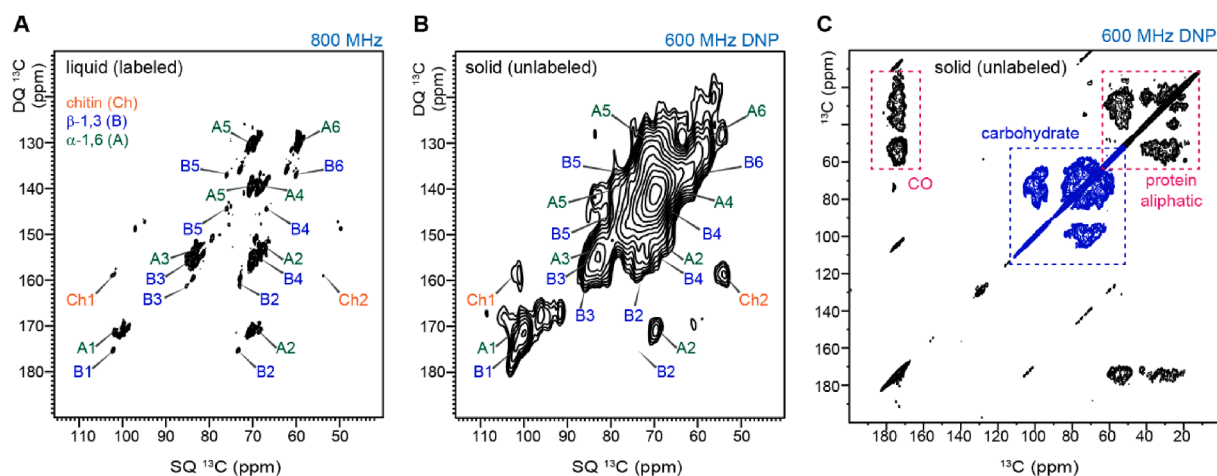 A
800 MHz
liquid (labeled)
chitin (Ch)
β-1,3 (B)
α-1,6 (A)
A5
A6
B5
B6
A5
A4
B5
B4
A3
A2
B3
B4
B3
B2
Ch1
Ch2
A1
A2
B1
B2
DQ ¹³C
(ppm)
130
140
150
160
170
180
100
90
80
70
60
50
SQ ¹³C (ppm)
B
600 MHz DNP
solid (unlabeled)
A5
A6
B5
B6
A5
A4
B5
B4
A3
A2
B3
B4
Ch1
B3
B2
Ch2
A1
A2
B1
B2
DQ ¹³C
(ppm)
130
140
150
160
170
180
100
90
80
70
60
50
SQ ¹³C (ppm)
C
600 MHz DNP
solid (unlabeled)
carbohydrate
CO
protein
aliphatic
¹³C (ppm)
20
40
60
80
100
120
140
160
180
180
160
140
120
100
80
60
40
20
¹³C (ppm)